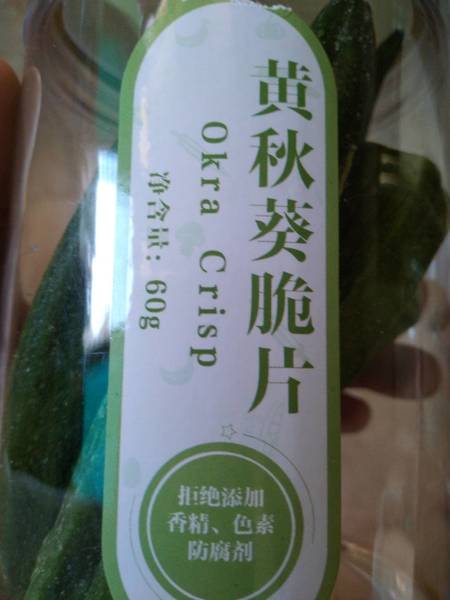 黄秋葵脆片
Okra Crisp
净含量：60g
拒绝添加
香精、色素
防腐剂